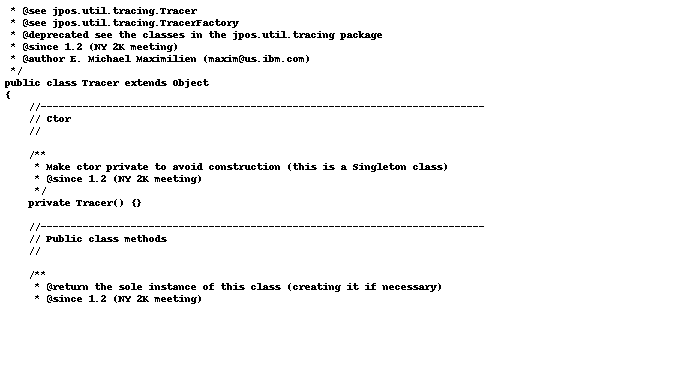 * @see jpos.util.tracing.Tracer
 * @see jpos.util.tracing.TracerFactory
 * @deprecated see the classes in the jpos.util.tracing package
 * @since 1.2 (NY 2K meeting)
 * @author E. Michael Maximilien (maxim@us.ibm.com)
 */
public class Tracer extends Object
{
    //--------------------------------------------------------------------------
    // Ctor
    //

    /**
     * Make ctor private to avoid construction (this is a Singleton class)
     * @since 1.2 (NY 2K meeting)
     */
    private Tracer() {}

    //--------------------------------------------------------------------------
    // Public class methods
    //

    /**
     * @return the sole instance of this class (creating it if necessary)
     * @since 1.2 (NY 2K meeting)